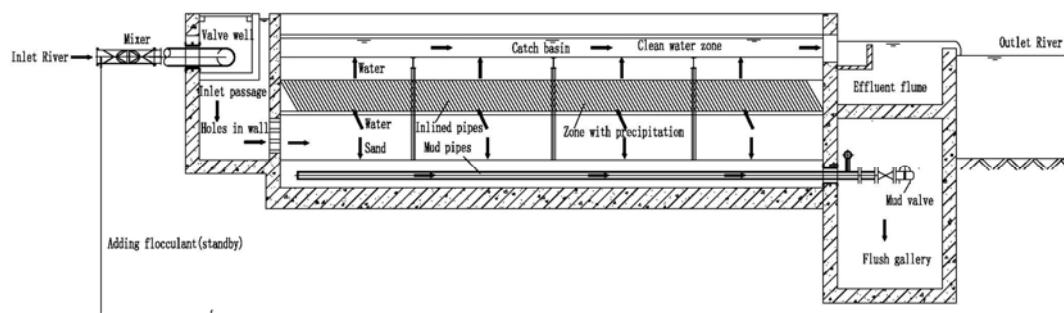 Mixer
Valve well
Inlet River
Catch basin
Clean water zone
Outlet River
Water
Inlet passage
Effluent flume
Holes in wall
Water
Inlined pipes
Zone with precipitation
Sand
Mud pipes
Mud valve
Adding flocculant(standby)
Flush gallery